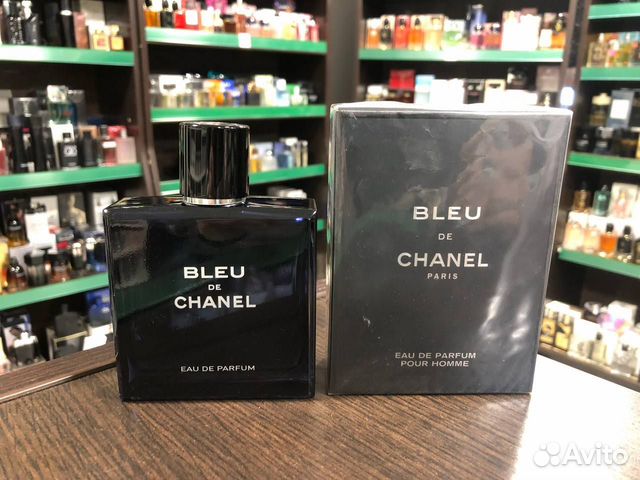 BLEU
DE
CHANEL
EAU DE PARFUM
BLEU
DE
CHANEL
PARIS
EAU DE PARFUM
POUR HOMME
Avito